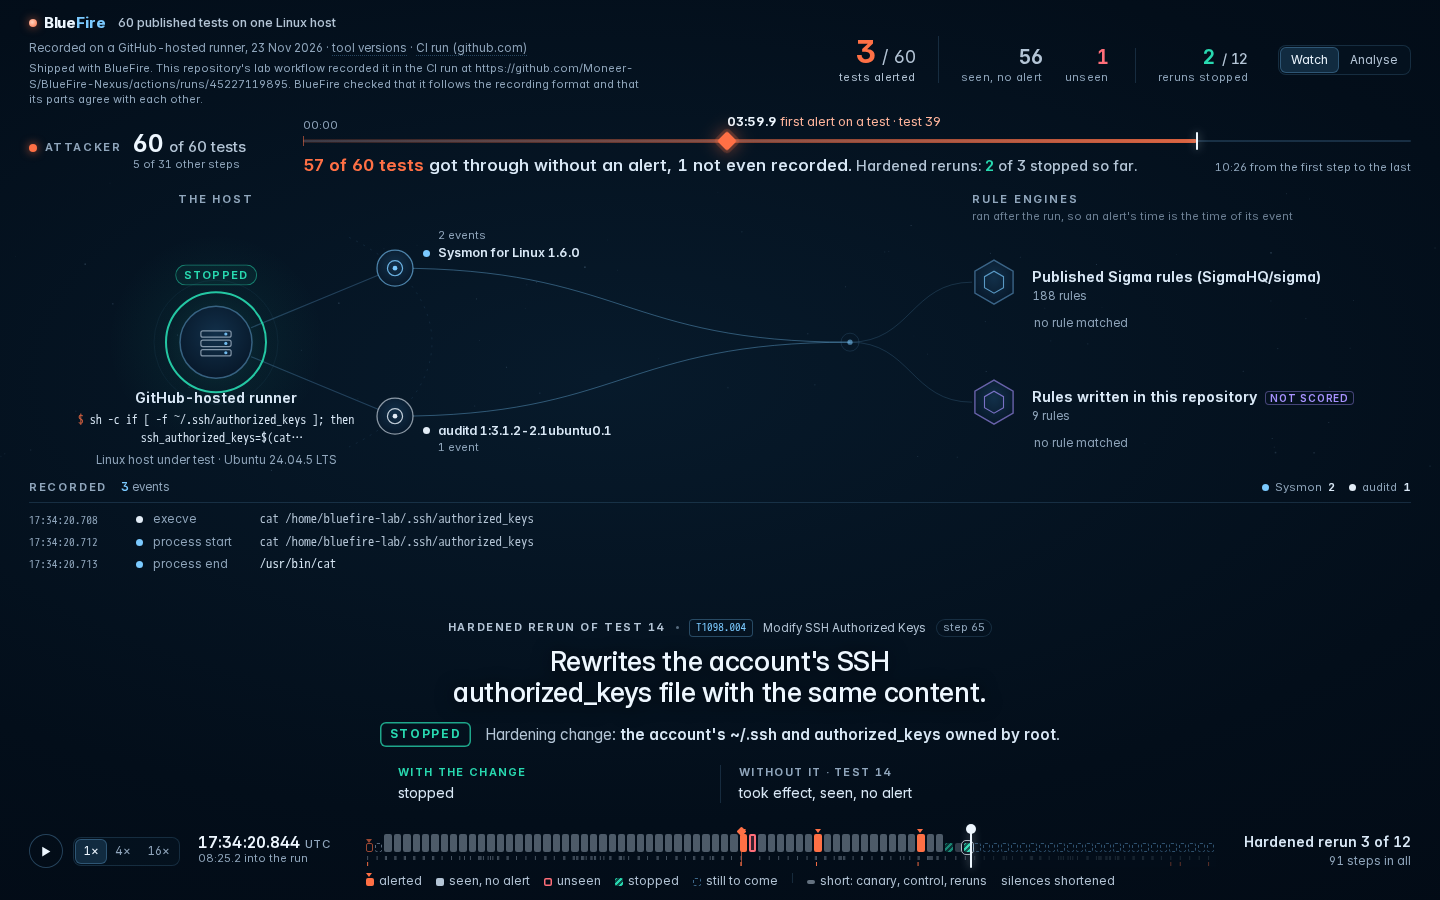 BlueFire 60 published tests on one Linux host
Recorded on a GitHub-hosted runner, 23 Nov 2026 · tool versions · CI run (github.com)
Shipped with BlueFire. This repository's lab workflow recorded it in the CI run at https://github.com/Moneer-
S/BlueFire-Nexus/actions/runs/45227119895. BlueFire checked that it follows the recording format and that
its parts agree with each other.
3 / 60
tests alerted
56
seen, no alert
1
unseen
2 / 12
reruns stopped
Watch Analyse
ATTACKER 60 of 60 tests
5 of 31 other steps
00:00
03:59.9 first alert on a test · test 39
57 of 60 tests got through without an alert, 1 not even recorded. Hardened reruns: 2 of 3 stopped so far.
10:26 from the first step to the last
THE HOST
RULE ENGINES
ran after the run, so an alert's time is the time of its event
STOPPED
2 events
Sysmon for Linux 1.6.0
Published Sigma rules (SigmaHQ/sigma)
188 rules
no rule matched
GitHub-hosted runner
$ sh -c if [ -f ~/.ssh/authorized_keys ]; then
ssh_authorized_keys=$(cat…
Linux host under test · Ubuntu 24.04.5 LTS
auditd 1:3.1.2-2.1ubuntu0.1
1 event
Rules written in this repository NOT SCORED
9 rules
no rule matched
RECORDED 3 events
Sysmon 2 auditd 1
17:34:20.708 execve cat /home/bluefire-lab/.ssh/authorized_keys
17:34:20.712 process start cat /home/bluefire-lab/.ssh/authorized_keys
17:34:20.713 process end /usr/bin/cat
HARDENED RERUN OF TEST 14 · T1098.004 Modify SSH Authorized Keys step 65
Rewrites the account's SSH
authorized_keys file with the same content.
STOPPED Hardening change: the account's ~/.ssh and authorized_keys owned by root.
WITH THE CHANGE
stopped
WITHOUT IT · TEST 14
took effect, seen, no alert
1× 4× 16×
17:34:20.844 UTC
08:25.2 into the run
Hardened rerun 3 of 12
91 steps in all
alerted seen, no alert unseen stopped still to come short: canary, control, reruns silences shortened